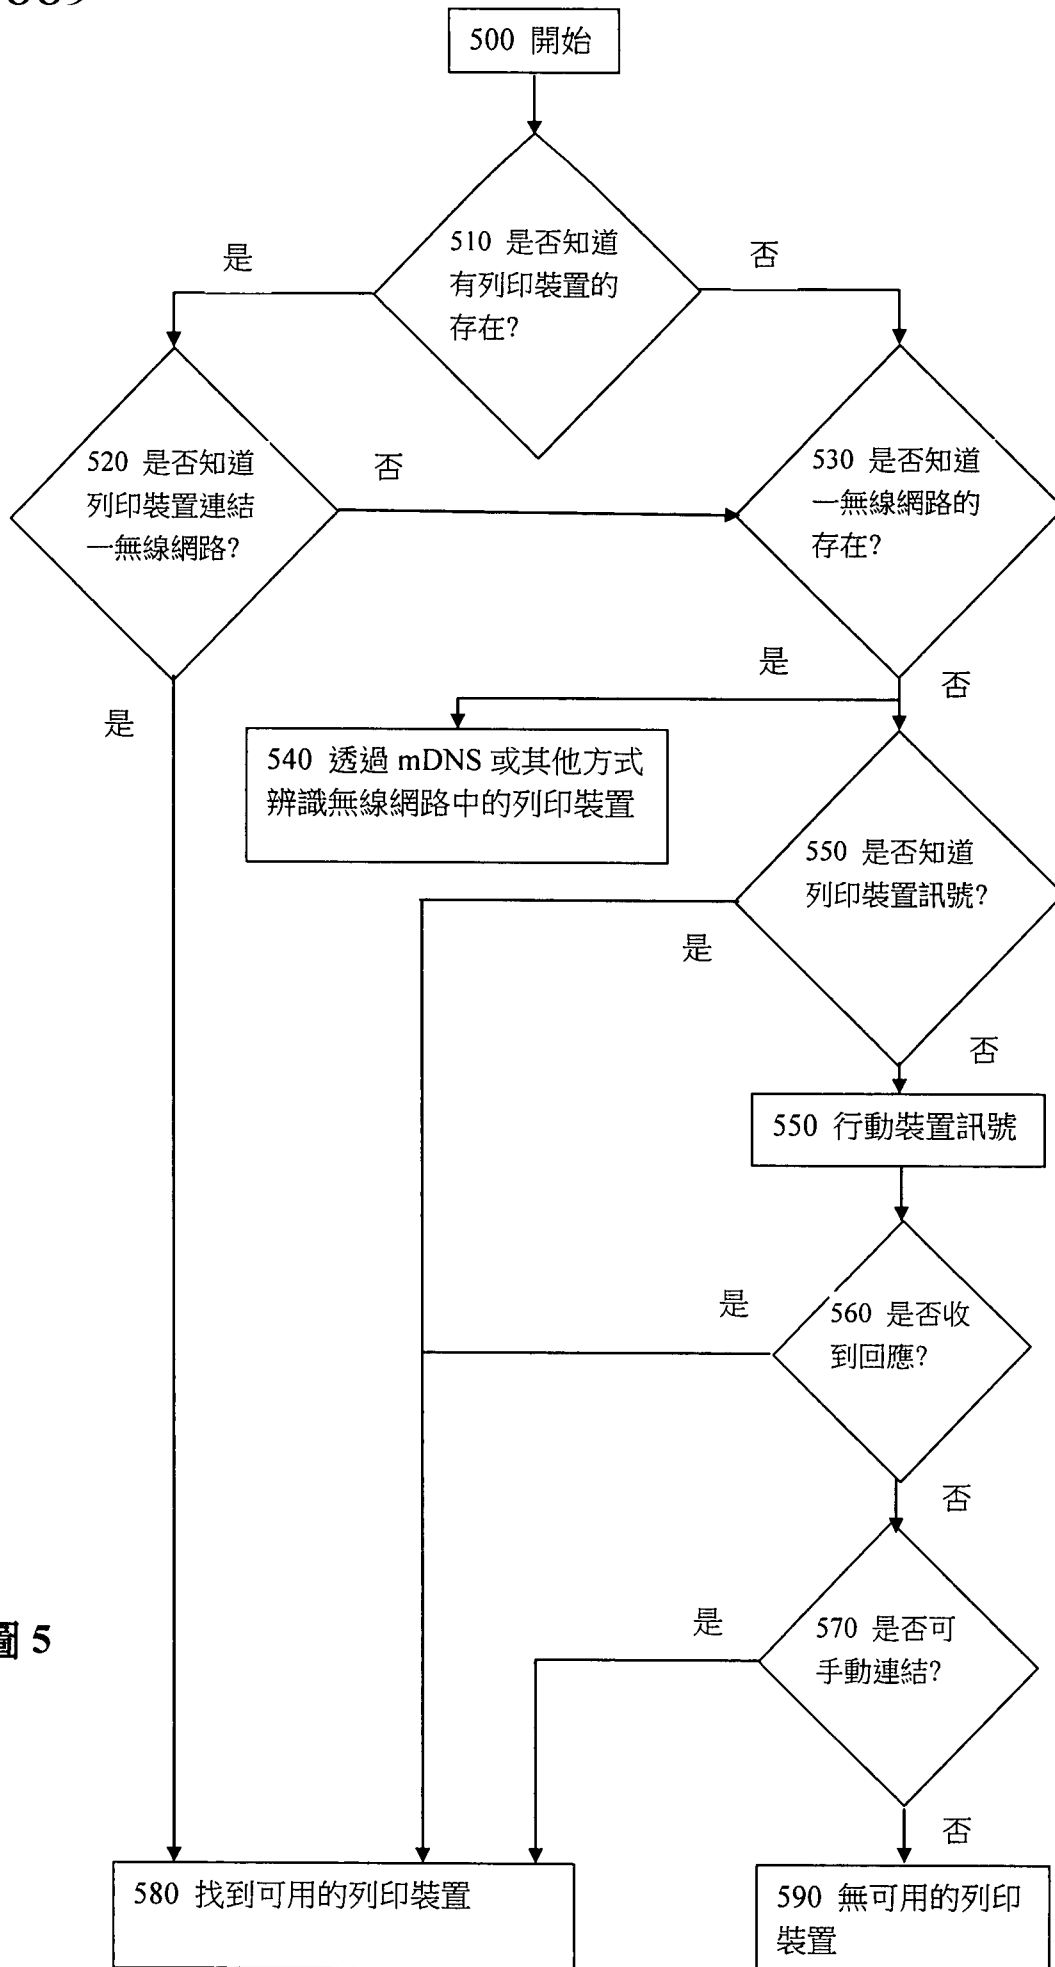 500 開始
510 是否知道
有列印裝置的
存在?
是
否
520 是否知道
列印裝置連結
一無線網路?
否
530 是否知道
一無線網路的
存在?
是
否
是
540 透過 mDNS 或其他方式
辨識無線網路中的列印裝置
550 是否知道
列印裝置訊號?
是
否
550 行動裝置訊號
是
560 是否收
到回應?
否
圖 5
是
570 是否可
手動連結?
否
580 找到可用的列印裝置
590 無可用的列印
裝置